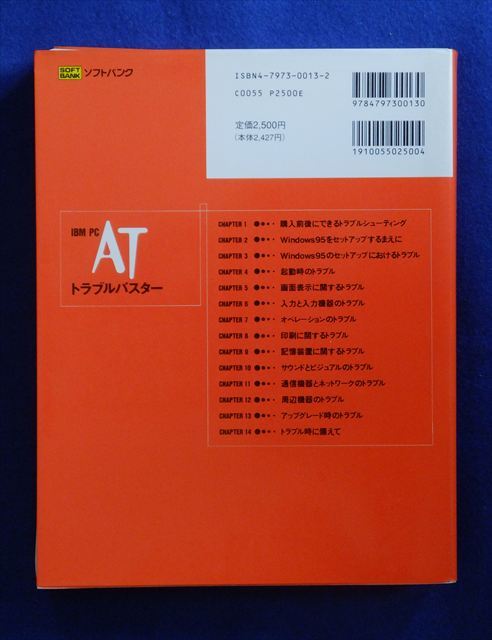 SOFT
BANK
ソフトバンク
ISBN4-7973-0013-2
C0055 P2500E
定価2,500円
(本体2,427円)
9784797300130
1910055025004
IBM PC
AT
トラブルバスター
CHAPTER 1 購入前後にできるトラブルシューティング
CHAPTER 2 Windows95をセットアップするまえに
CHAPTER 3 Windows95のセットアップにおけるトラブル
CHAPTER 4 起動時のトラブル
CHAPTER 5 画面表示に関するトラブル
CHAPTER 6 入力と入力機器のトラブル
CHAPTER 7 オペレーションのトラブル
CHAPTER 8 印刷に関するトラブル
CHAPTER 9 記憶装置に関するトラブル
CHAPTER 10 サウンドとビジュアルのトラブル
CHAPTER 11 通信機器とネットワークのトラブル
CHAPTER 12 周辺機器のトラブル
CHAPTER 13 アップグレード時のトラブル
CHAPTER 14 トラブル時に備えて